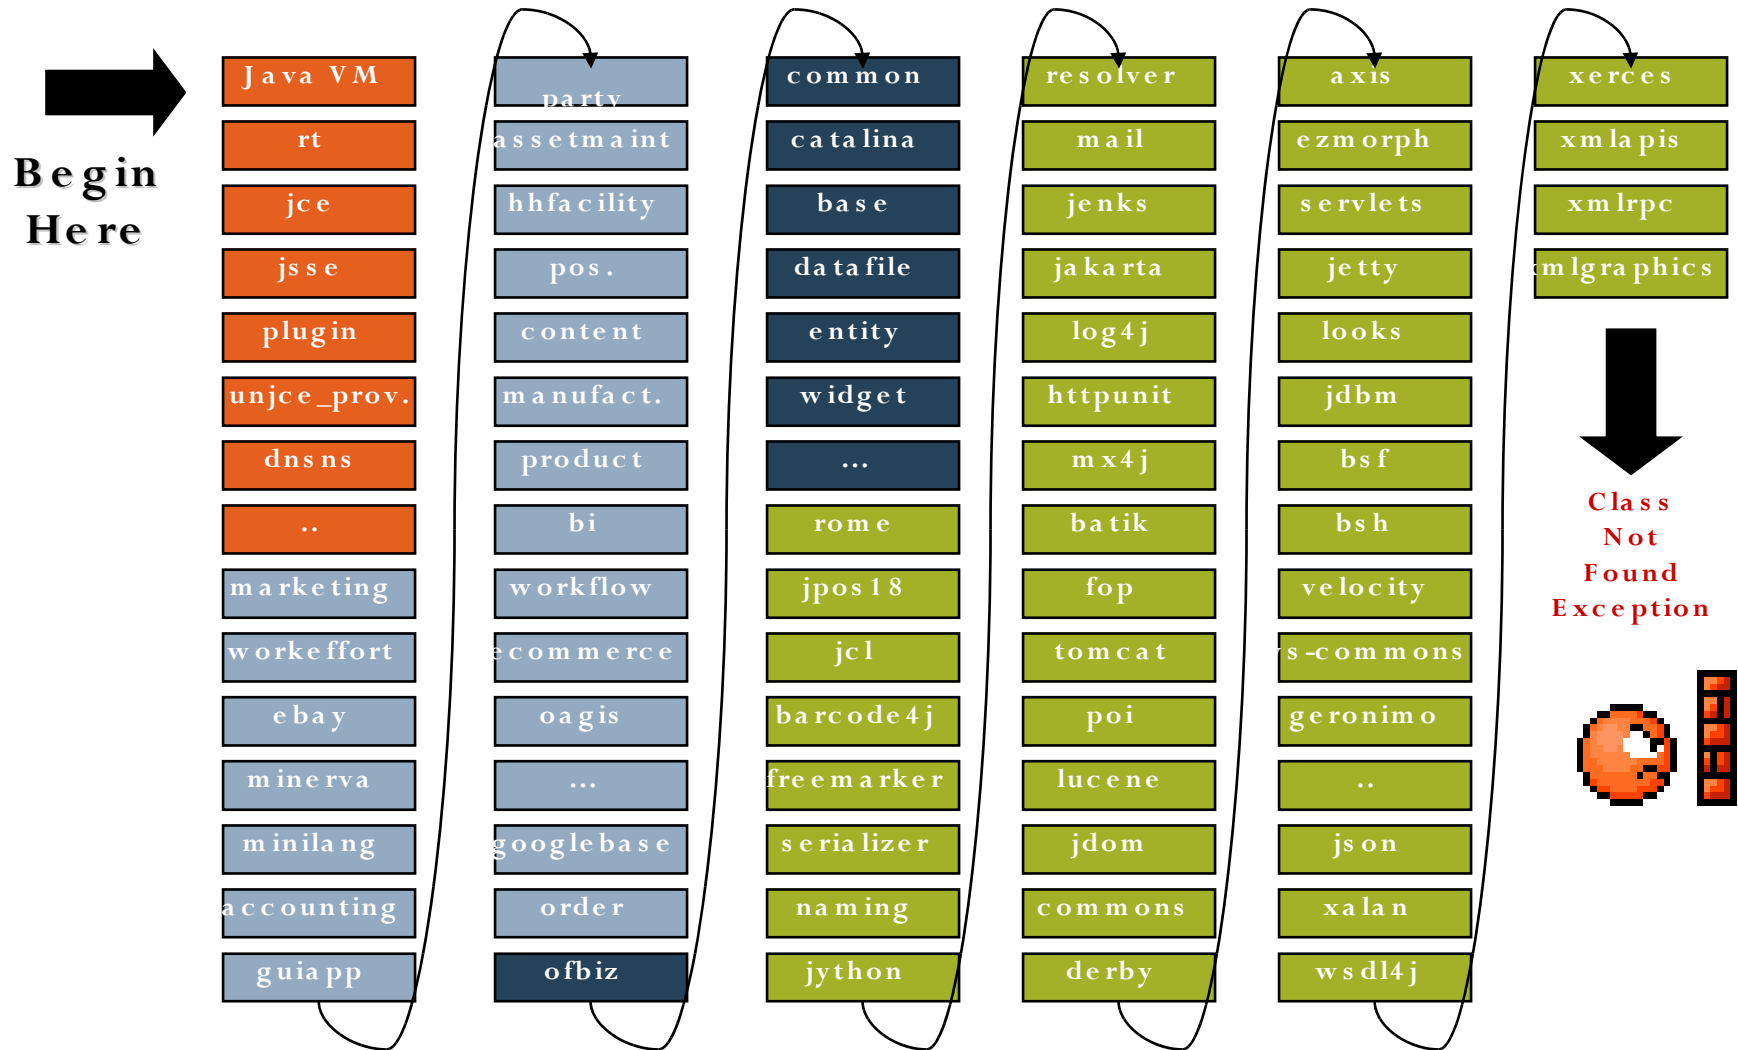 Begin
Here
Java VM
rt
jce
jsse
plugin
unjce_prov.
dnsns
..
marketing
workeffort
ebay
minerva
minilang
accounting
guiapp
party
assetmaint
hhfacility
pos.
content
manufact.
product
bi
workflow
ecommerce
oagis
...
googlebase
order
ofbiz
common
catalina
base
datafile
entity
widget
...
rome
jpos18
jcl
barcode4j
freemarker
serializer
naming
jython
resolver
mail
jenks
jakarta
log4j
httpunit
mx4j
batik
fop
tomcat
poi
lucene
jdom
commons
derby
axis
ezmorph
servlets
jetty
looks
jdbm
bsf
bsh
velocity
ws-commons
geronimo
..
json
xalan
wsdl4j
xerces
xmlapis
xmlrpc
xmlgraphics
Class
Not
Found
Exception